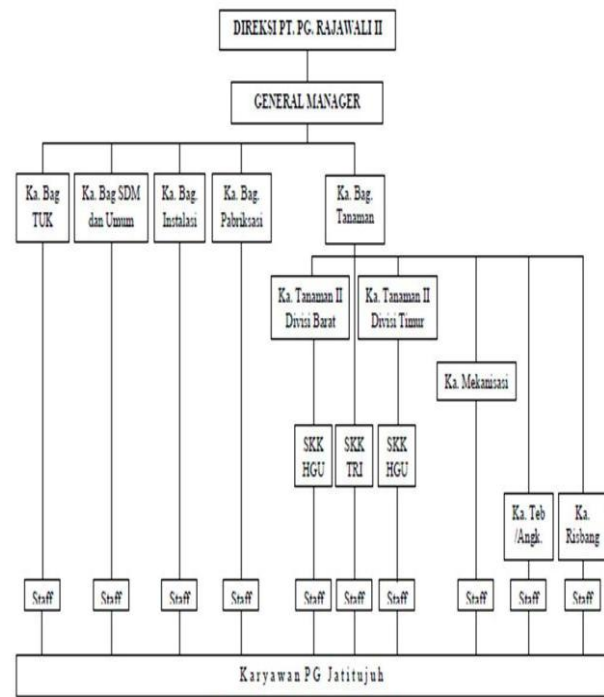 DIREKSI PT. PG. RAJAWALI II
GENERAL MANAGER
Ka. Bag
TUK
Ka. Bag SDM
dan Umum
Ka. Bag.
Instalasi
Ka. Bag.
Pabriksasi
Ka. Bag.
Tanaman
Ka. Tanaman II
Divisi Barat
Ka. Tanaman II
Divisi Timur
Ka. Mekanisasi
SKK
HGU
SKK
TRI
SKK
HGU
Ka. Teb
/Angk.
Ka.
Risbang
Staff
Staff
Staff
Staff
Staff
Staff
Staff
Staff
Staff
Staff
Karyawan PG Jatitujuh